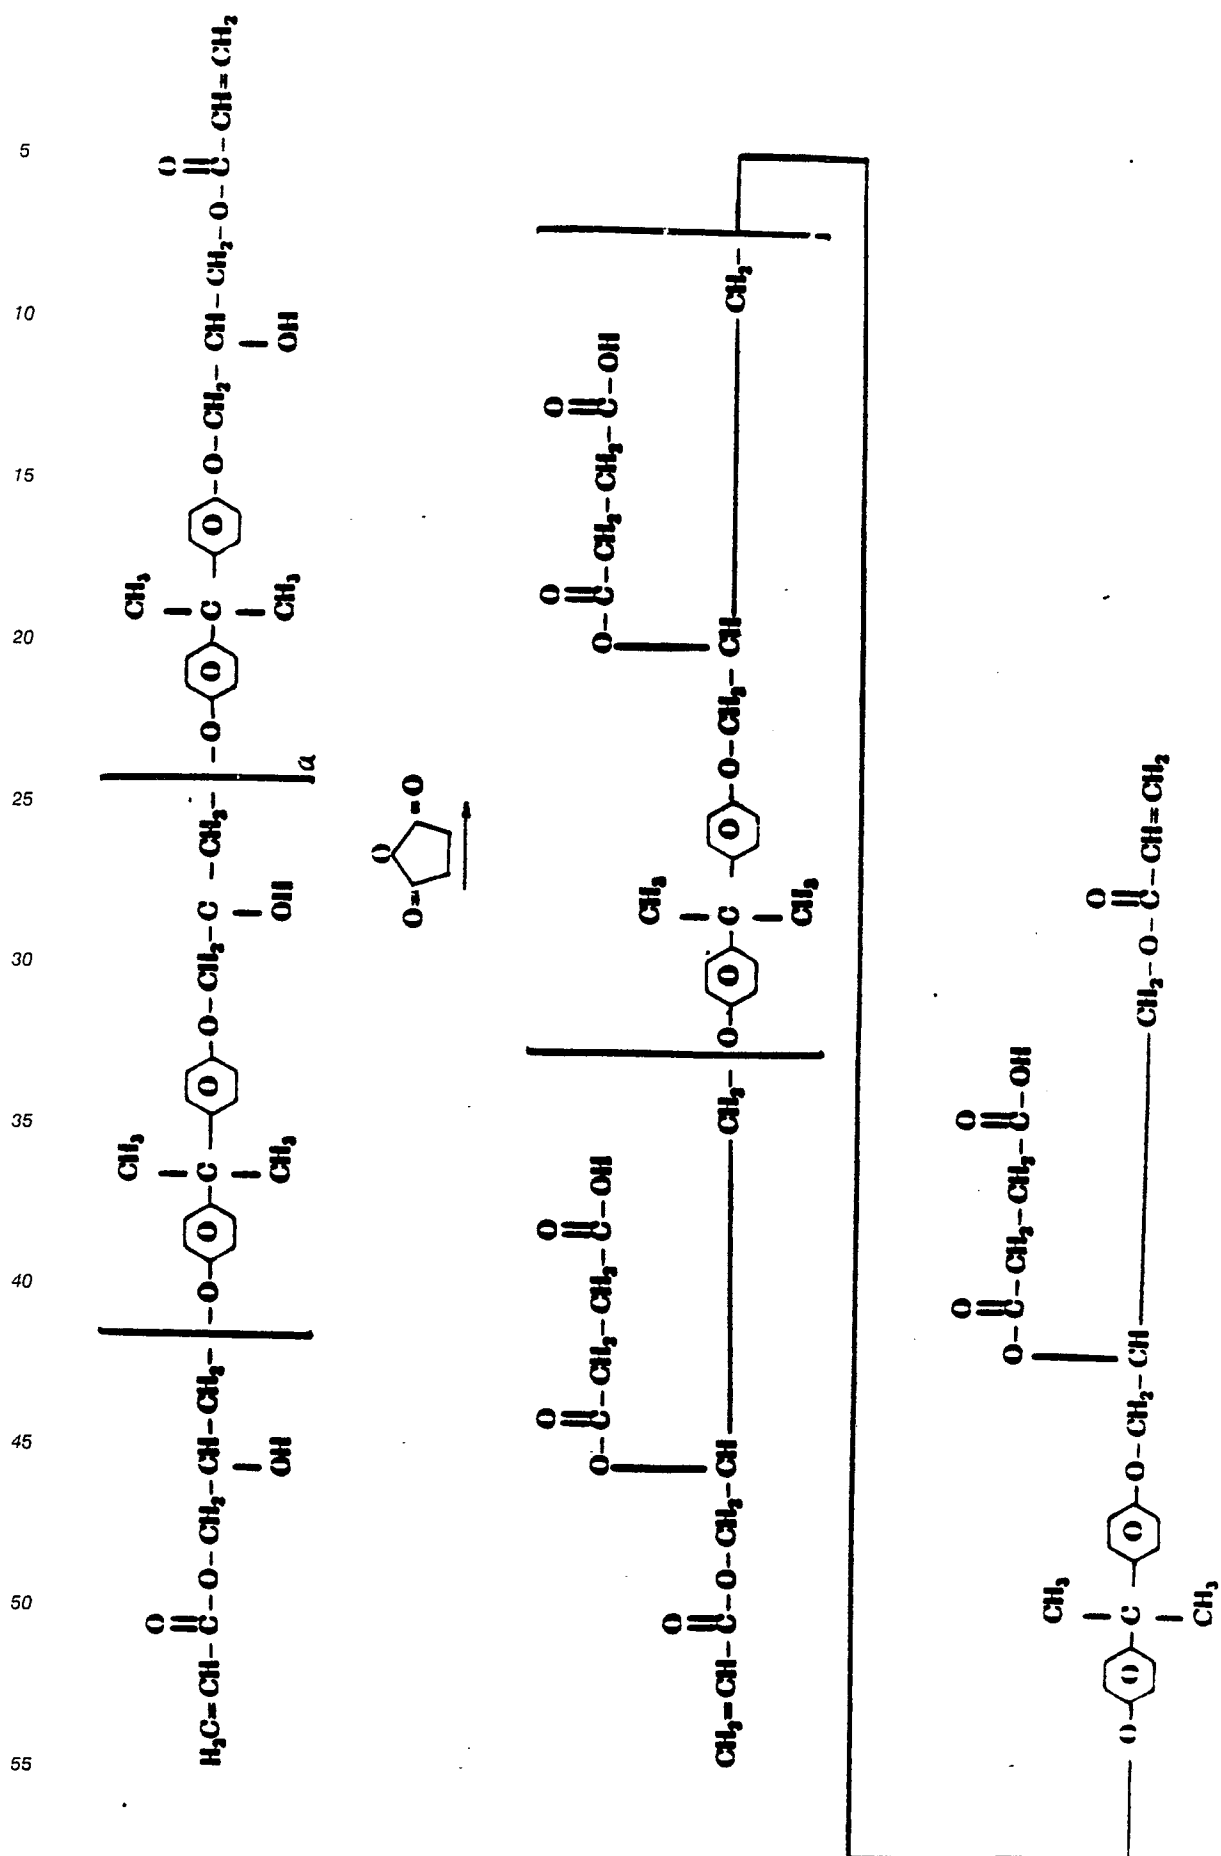 5
10
15
20
25
30
35
40
45
50
55
O CH₃ CH₃ O
H₂C=CH-C-O-CH₂-CH-CH₂-O-O-C-O-O-CH₂-C-CH₂-O-O-C-O-O-CH₂-CH-CH₂-O-C-CH=CH₂
OH CH₃ OH a CH₃ OH
O
O= =O
O O O O
O-C-CH₂-CH₂-C-OH O-C-CH₂-CH₂-C-OH
O CH₃
CH₂=CH-C-O-CH₂-CH CH₂-O-O-C-O-O-CH₂-CH CH₂-
CH₃
O O
O-C-CH₂-CH₂-C-OH
CH₃ O
O-O-C-O-O-CH₂-CH CH₂-O-C-CH=CH₂
CH₃